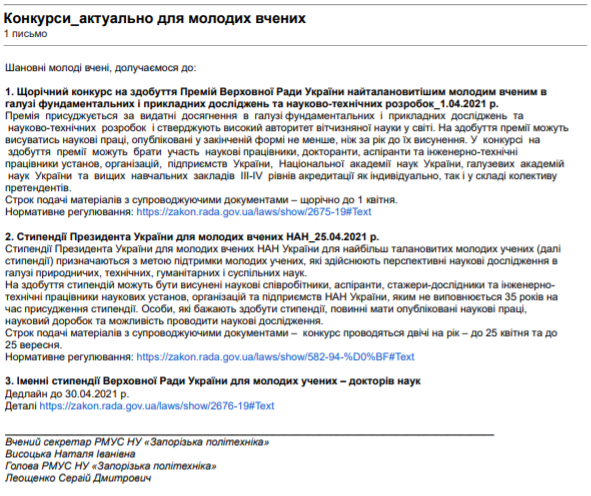 Конкурси_актуально для молодих вчених
1 письмо
Шановні молоді вчені, долучаємося до:
1. Щорічний конкурс на здобуття Премій Верховної Ради України найталановитішим молодим вченим в
галузі фундаментальних і прикладних досліджень та науково-технічних розробок_1.04.2021 р.
Премія присуджується за видатні досягнення в галузі фундаментальних і прикладних досліджень та
науково-технічних розробок і стверджують високий авторитет вітчизняної науки у світі. На здобуття премії можуть
висуватись наукові праці, опубліковані у закінченій формі не менше, ніж за рік до їх висунення. У конкурсі на
здобуття премії можуть брати участь наукові працівники, докторанти, аспіранти та інженерно-технічні
працівники установ, організацій, підприємств України, Національної академії наук України, галузевих академій
наук України та вищих навчальних закладів III-IV рівнів акредитації як індивідуально, так і у складі колективу
претендентів.
Строк подачі матеріалів з супроводжуючими документами – щорічно до 1 квітня.
Нормативне регулювання: https://zakon.rada.gov.ua/laws/show/2675-19#Text
2. Стипендії Президента України для молодих вчених НАН_25.04.2021 р.
Стипендії Президента України для молодих вчених НАН України для найбільш талановитих молодих учених (далі
стипендії) призначаються з метою підтримки молодих учених, які здійснюють перспективні наукові дослідження в
галузі природничих, технічних, гуманітарних і суспільних наук.
На здобуття стипендій можуть бути висунені наукові співробітники, аспіранти, стажери-дослідники та інженерно-
технічні працівники наукових установ, організацій та підприємств НАН України, яким не виповнюється 35 років на
час присудження стипендії. Особи, які бажають здобути стипендії, повинні мати опубліковані наукові праці,
науковий доробок та можливість проводити наукові дослідження.
Строк подачі матеріалів з супроводжуючими документами – конкурс проводяться двічі на рік – до 25 квітня та до
25 вересня.
Нормативне регулювання: https://zakon.rada.gov.ua/laws/show/582-94-%D0%BF#Text
3. Іменні стипендії Верховної Ради України для молодих учених – докторів наук
Дедлайн до 30.04.2021 р.
Деталі https://zakon.rada.gov.ua/laws/show/2676-19#Text
Вчений секретар РМУС НУ «Запорізька політехніка»
Висоцька Наталя Іванівна
Голова РМУС НУ «Запорізька політехніка»
Леощенко Сергій Дмитрович